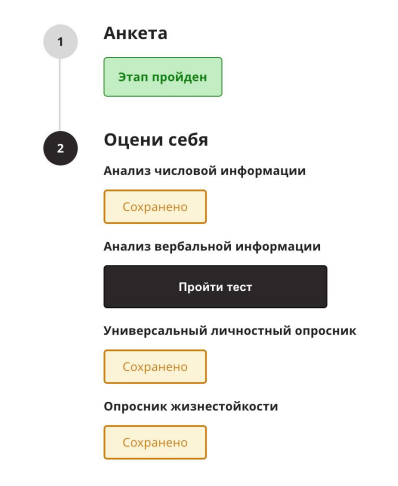 1
Анкета
Этап пройден
2
Оцени себя
Анализ числовой информации
Сохранено
Анализ вербальной информации
Пройти тест
Универсальный личностный опросник
Сохранено
Опросник жизнестойкости
Сохранено